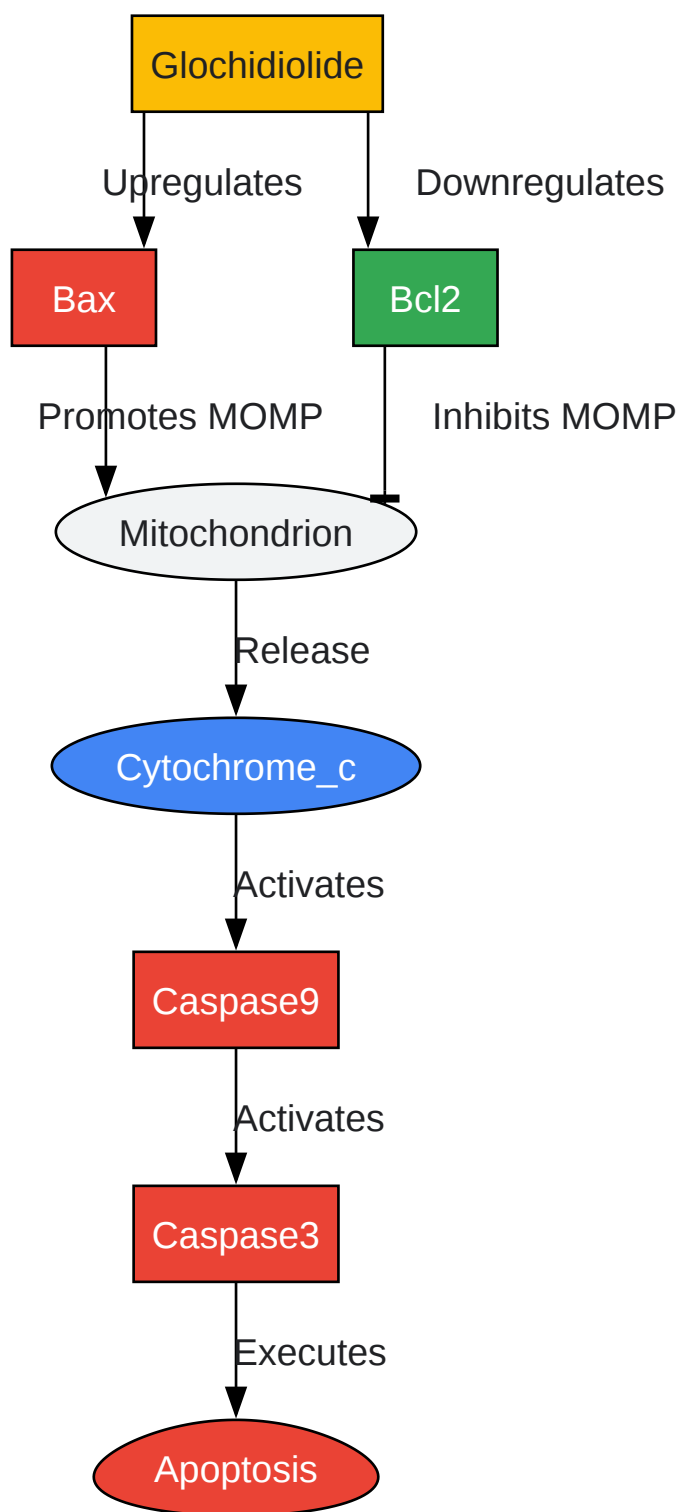 Glochidiolide
Upregulates
Downregulates
Bax
Bcl2
Promotes MOMP
Inhibits MOMP
Mitochondrion
Release
Cytochrome_c
Activates
Caspase9
Activates
Caspase3
Executes
Apoptosis